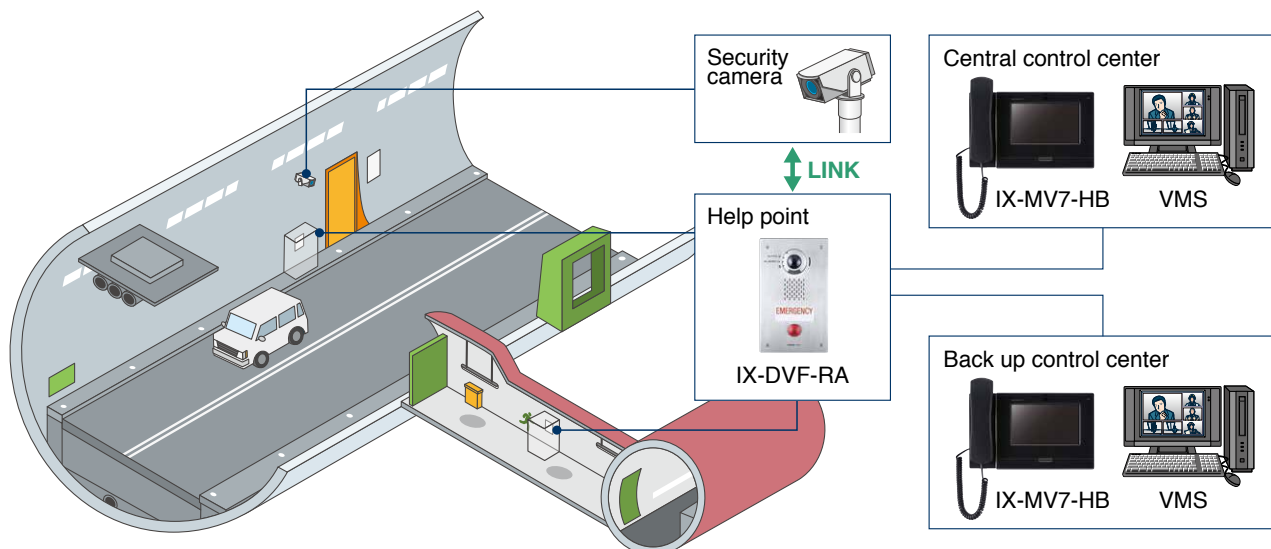 Security
camera
LINK
Help point
EMERGENCY
IX-DVF-RA
Central control center
IX-MV7-HB
VMS
Back up control center
IX-MV7-HB
VMS